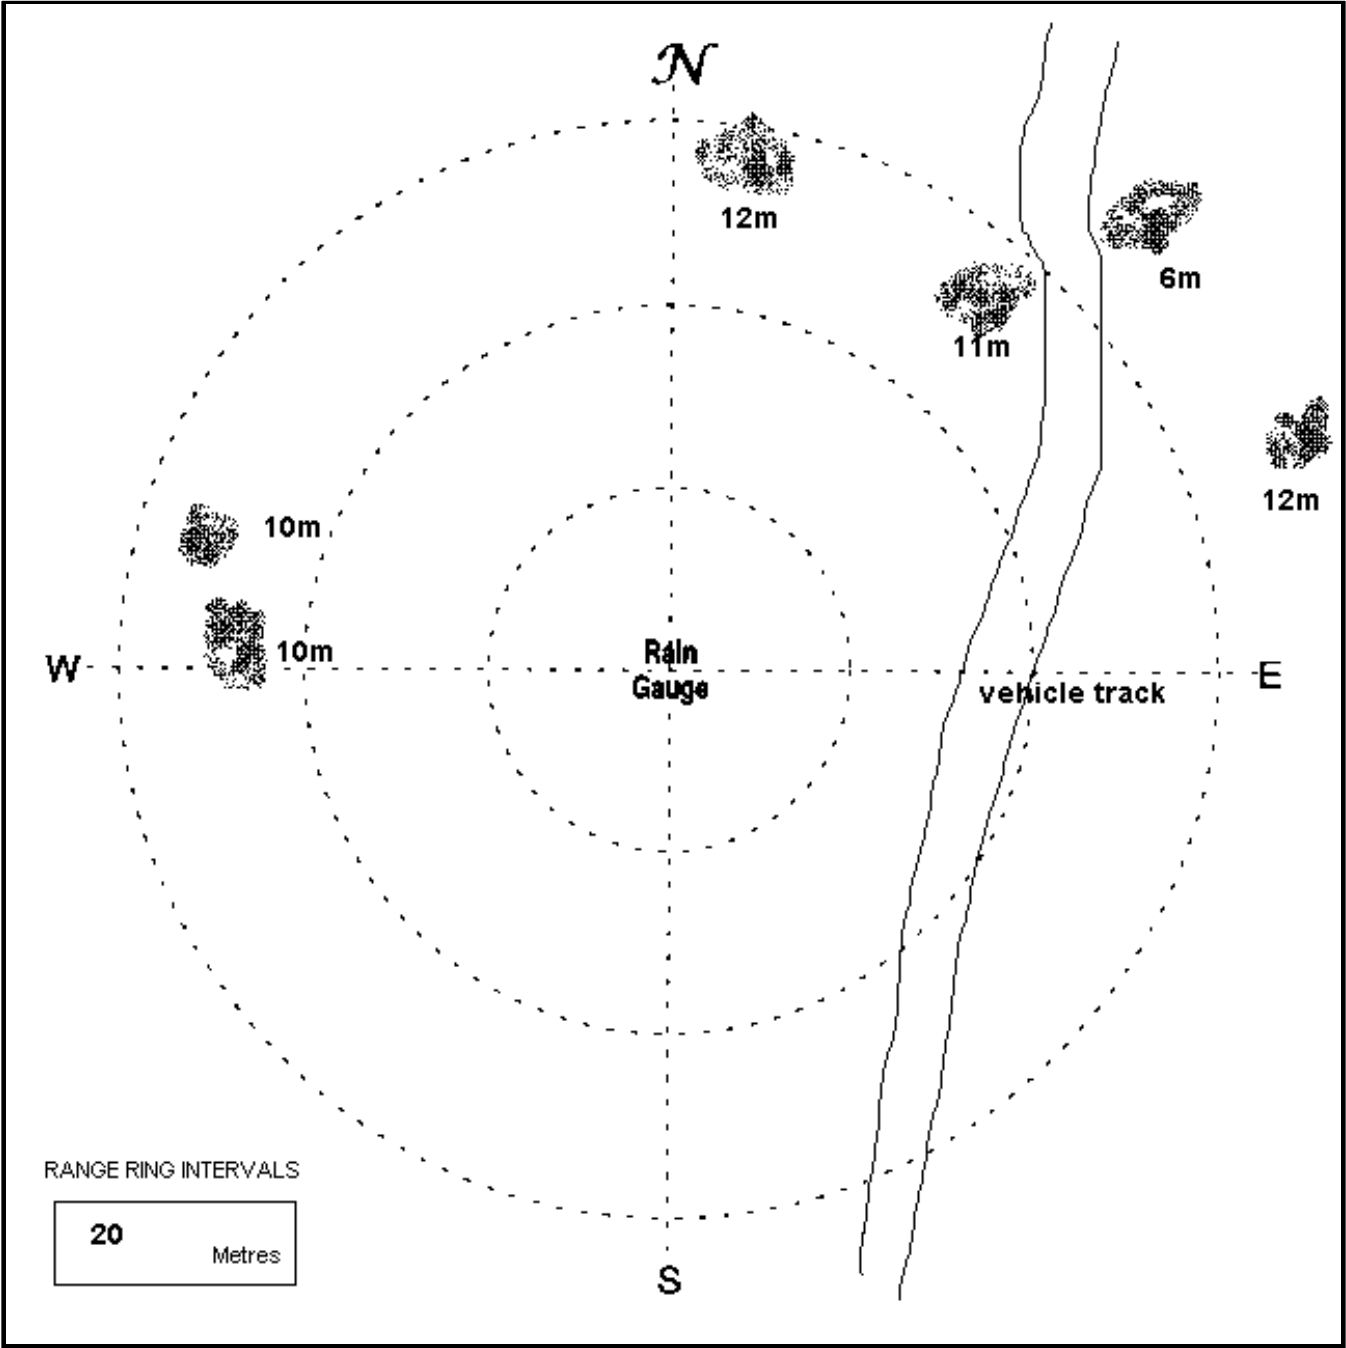 N
12m
6m
11m
12m
10m
10m
Rain
Gauge
W
E
vehicle track
RANGE RING INTERVALS
20
Metres
S